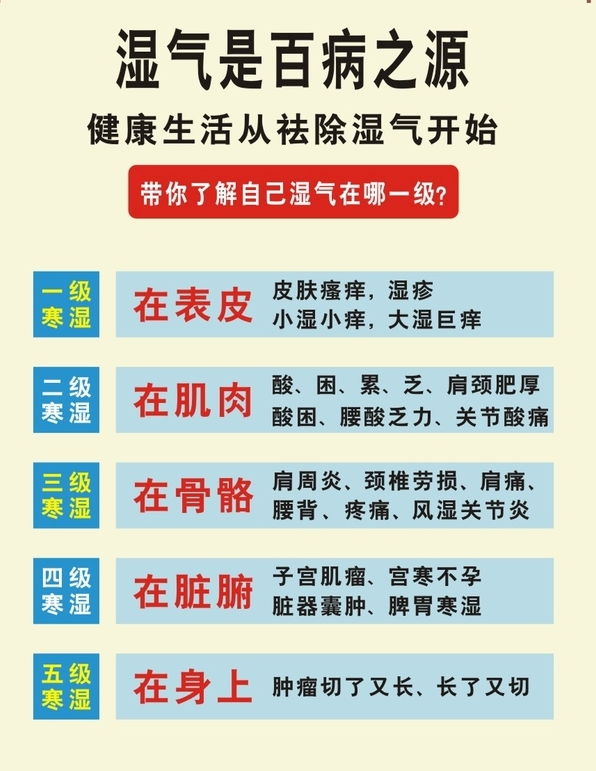 湿气是百病之源
健康生活从祛除湿气开始
带你了解自己湿气在哪一级?
一级
寒湿
在表皮
皮肤瘙痒，湿疹
小湿小痒，大湿巨痒
二级
寒湿
在肌肉
酸、困、累、乏、肩颈肥厚
酸困、腰酸乏力、关节酸痛
三级
寒湿
在骨骼
肩周炎、颈椎劳损、肩痛、
腰背、疼痛、风湿关节炎
四级
寒湿
在脏腑
子宫肌瘤、宫寒不孕
脏器囊肿、脾胃寒湿
五级
寒湿
在身上
肿瘤切了又长、长了又切